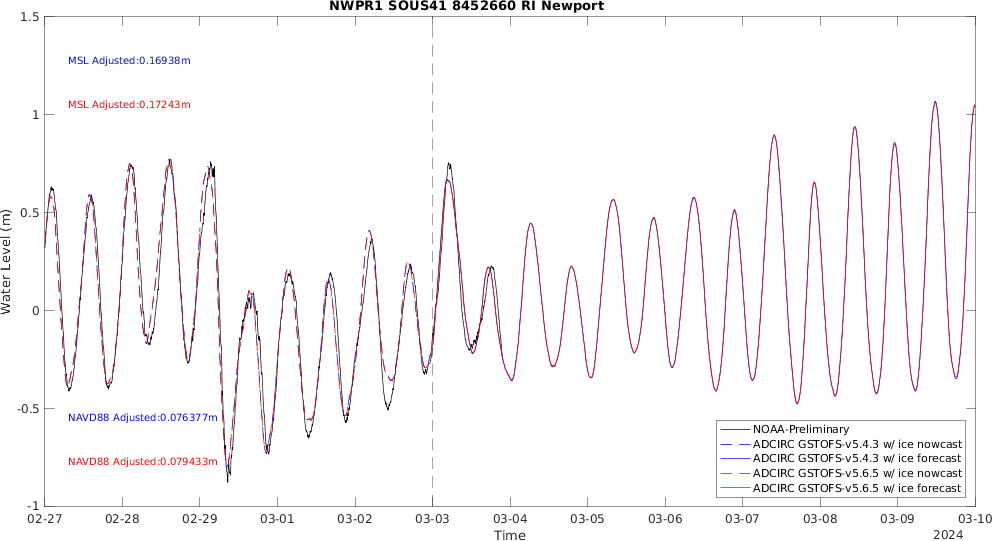 NWPR1 SOUS41 8452660 RI Newport
1.5
1
0.5
0
-0.5
-1
Water Level (m)
MSL Adjusted:0.16938m
MSL Adjusted:0.17243m
NAVD88 Adjusted:0.076377m
NAVD88 Adjusted:0.079433m
NOAA-Preliminary
ADCIRC GSTOFS-v5.4.3 w/ ice nowcast
ADCIRC GSTOFS-v5.4.3 w/ ice forecast
ADCIRC GSTOFS-v5.6.5 w/ ice nowcast
ADCIRC GSTOFS-v5.6.5 w/ ice forecast
02-27 02-28 02-29 03-01 03-02 03-03 03-04 03-05 03-06 03-07 03-08 03-09 03-10
Time
2024